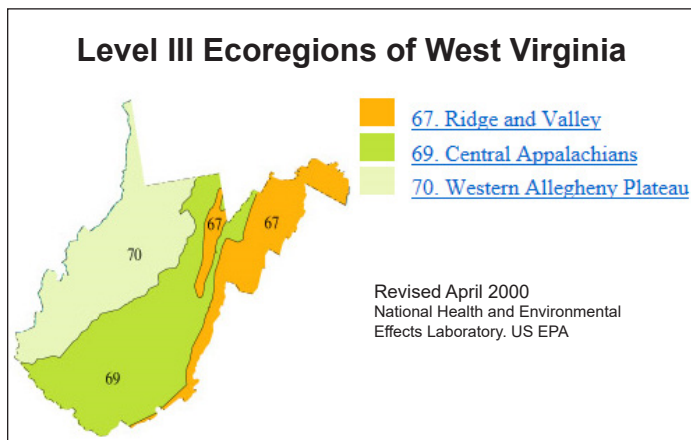 Level III Ecoregions of West Virginia
67. Ridge and Valley
69. Central Appalachians
70. Western Allegheny Plateau
67
67
70
69
Revised April 2000
National Health and Environmental
Effects Laboratory. US EPA